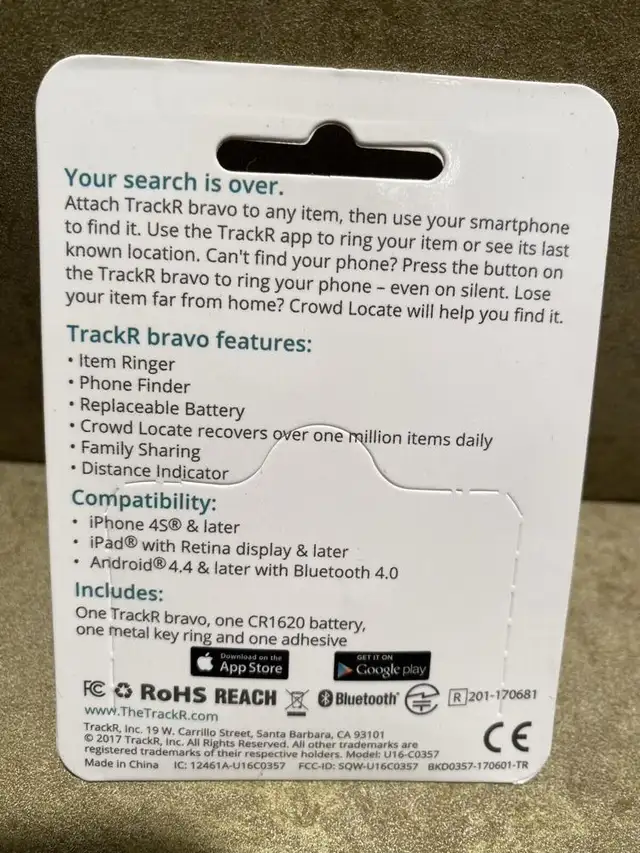 Your search is over.
Attach TrackR bravo to any item, then use your smartphone
to find it. Use the TrackR app to ring your item or see its last
known location. Can't find your phone? Press the button on
the TrackR bravo to ring your phone – even on silent. Lose
your item far from home? Crowd Locate will help you find it.
TrackR bravo features:
• Item Ringer
• Phone Finder
• Replaceable Battery
• Crowd Locate recovers over one million items daily
• Family Sharing
• Distance Indicator
Compatibility:
• iPhone 4S® & later
• iPad® with Retina display & later
• Android® 4.4 & later with Bluetooth 4.0
Includes:
One TrackR bravo, one CR1620 battery,
one metal key ring and one adhesive
Download on the App Store
GET IT ON Google play
FC RoHS REACH Bluetooth® R 201-170681
www.TheTrackR.com
CE
TrackR, Inc. 19 W. Carrillo Street, Santa Barbara, CA 93101
© 2017 TrackR, Inc. All Rights Reserved. All other trademarks are
registered trademarks of their respective holders. Model: U16-C0357
Made in China IC: 12461A-U16C0357 FCC-ID: SQW-U16C0357 BKD0357-170601-TR